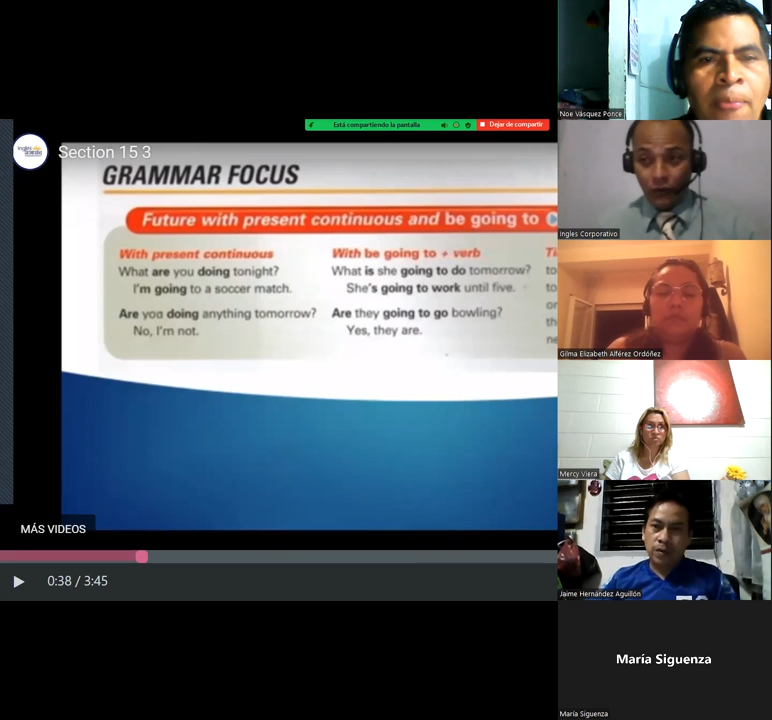 Está compartiendo la pantalla
Dejar de compartir
Section 15 3
GRAMMAR FOCUS
Future with present continuous and be going to
With present continuous
What are you doing tonight?
I'm going to a soccer match.
Are you doing anything tomorrow?
No, I'm not.
With be going to + verb
What is she going to do tomorrow?
She's going to work until five.
Are they going to go bowling?
Yes, they are.
MÁS VIDEOS
0:38 / 3:45
Noe Vásquez Ponce
Ingles Corporativo
Gilma Elizabeth Alférez Ordóñez
Mercy Viera
Jaime Hernández Aguillón
María Siguenza
María Siguenza